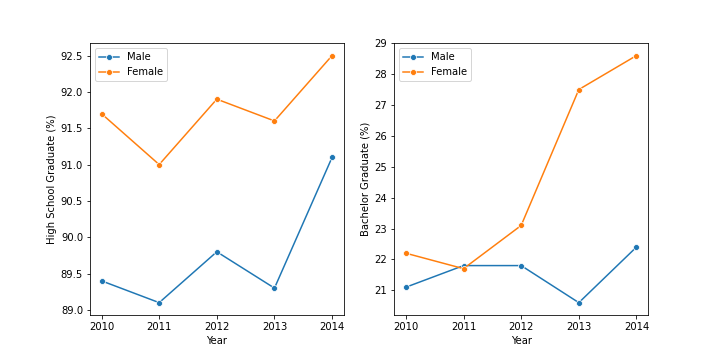 Male
Female
High School Graduate (%)
92.5
92.0
91.5
91.0
90.5
90.0
89.5
89.0
2010 2011 2012 2013 2014
Year
Male
Female
Bachelor Graduate (%)
29
28
27
26
25
24
23
22
21
2010 2011 2012 2013 2014
Year